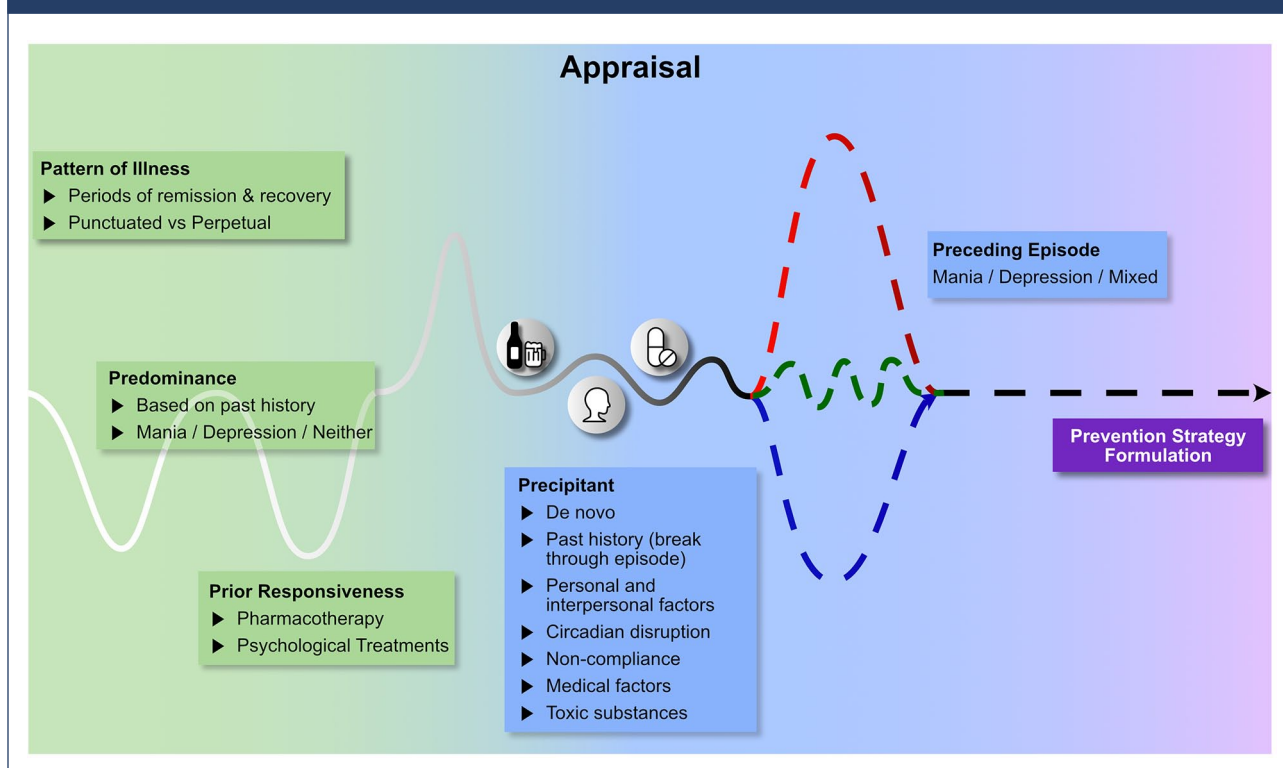 Appraisal
Pattern of Illness
▶ Periods of remission & recovery
▶ Punctuated vs Perpetual
Predominance
▶ Based on past history
▶ Mania / Depression / Neither
Prior Responsiveness
▶ Pharmacotherapy
▶ Psychological Treatments
Precipitant
▶ De novo
▶ Past history (break
through episode)
▶ Personal and
interpersonal factors
▶ Circadian disruption
▶ Non-compliance
▶ Medical factors
▶ Toxic substances
Preceding Episode
Mania / Depression / Mixed
Prevention Strategy
Formulation